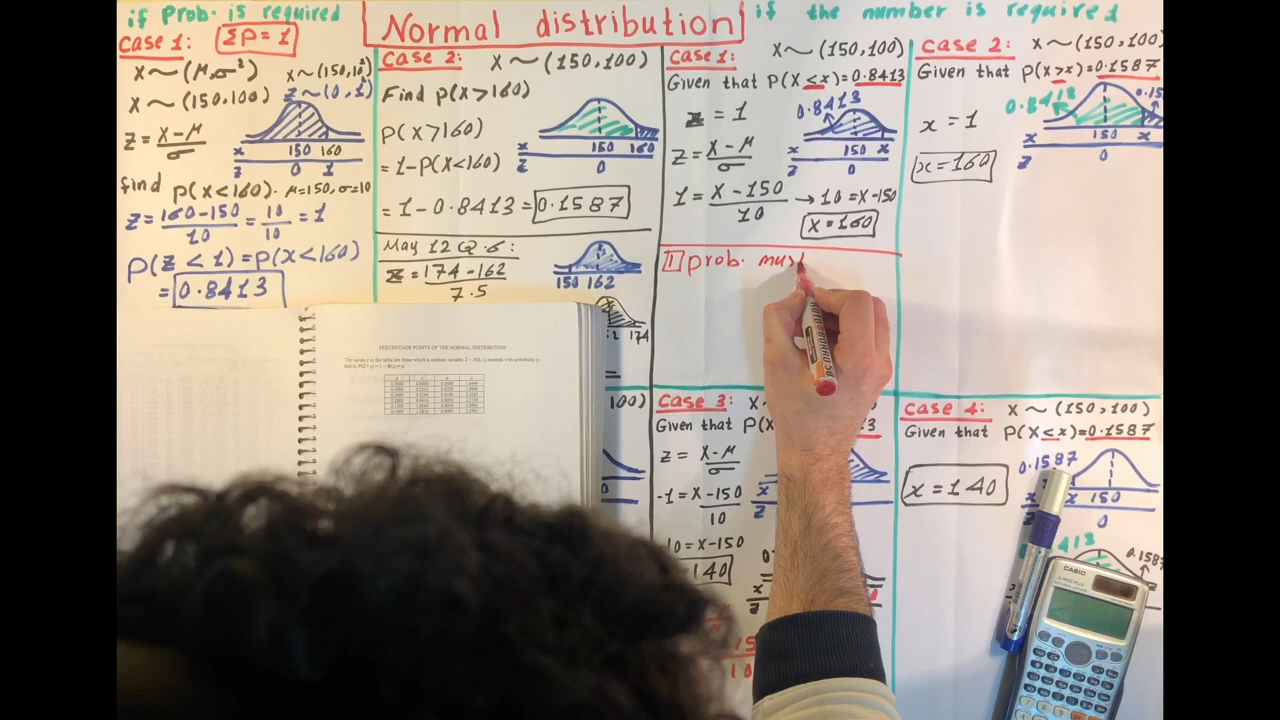 if Prob. is required
Normal distribution
if the number is required
Case 1: ΣP=1
X~(μ,σ²)
X~(150,10²)
X~(150,100)
Z~(0,1)
Z=X-μ/σ
X 150 160
Z 0 1
find P(X<160). μ=150, σ=10
Z=160-150/10=10/10=1
P(Z<1)=P(X<160)
=0.8413
Case 2: X~(150,100)
Find P(X>160)
P(X>160)
=1-P(X<160)
X 150 160
Z 0
=1-0.8413=0.1587
May 12 Q.6:
Z=174-162/7.5
150 162
174
Case 1: X~(150,100)
Given that P(X<x)=0.8413
Z=1
0.8413
Z=X-μ/σ
X 150 x
Z 0
1=X-150/10 → 10=X-150
X=160
1 prob. mus
Case 2: X~(150,100)
Given that P(X>x)=0.1587
0.8413
x=1
150 x
Z 0
x=160
PERCENTAGE POINTS OF THE NORMAL DISTRIBUTION
100)
0
Case 3: X~
Given that P(X
Z=X-μ/σ
-1=X-150/10
10=X-150
140
Case 4: X~(150,100)
Given that P(X<x)=0.1587
0.1587
x=140
x 150
0
413 0.1587
CASIO